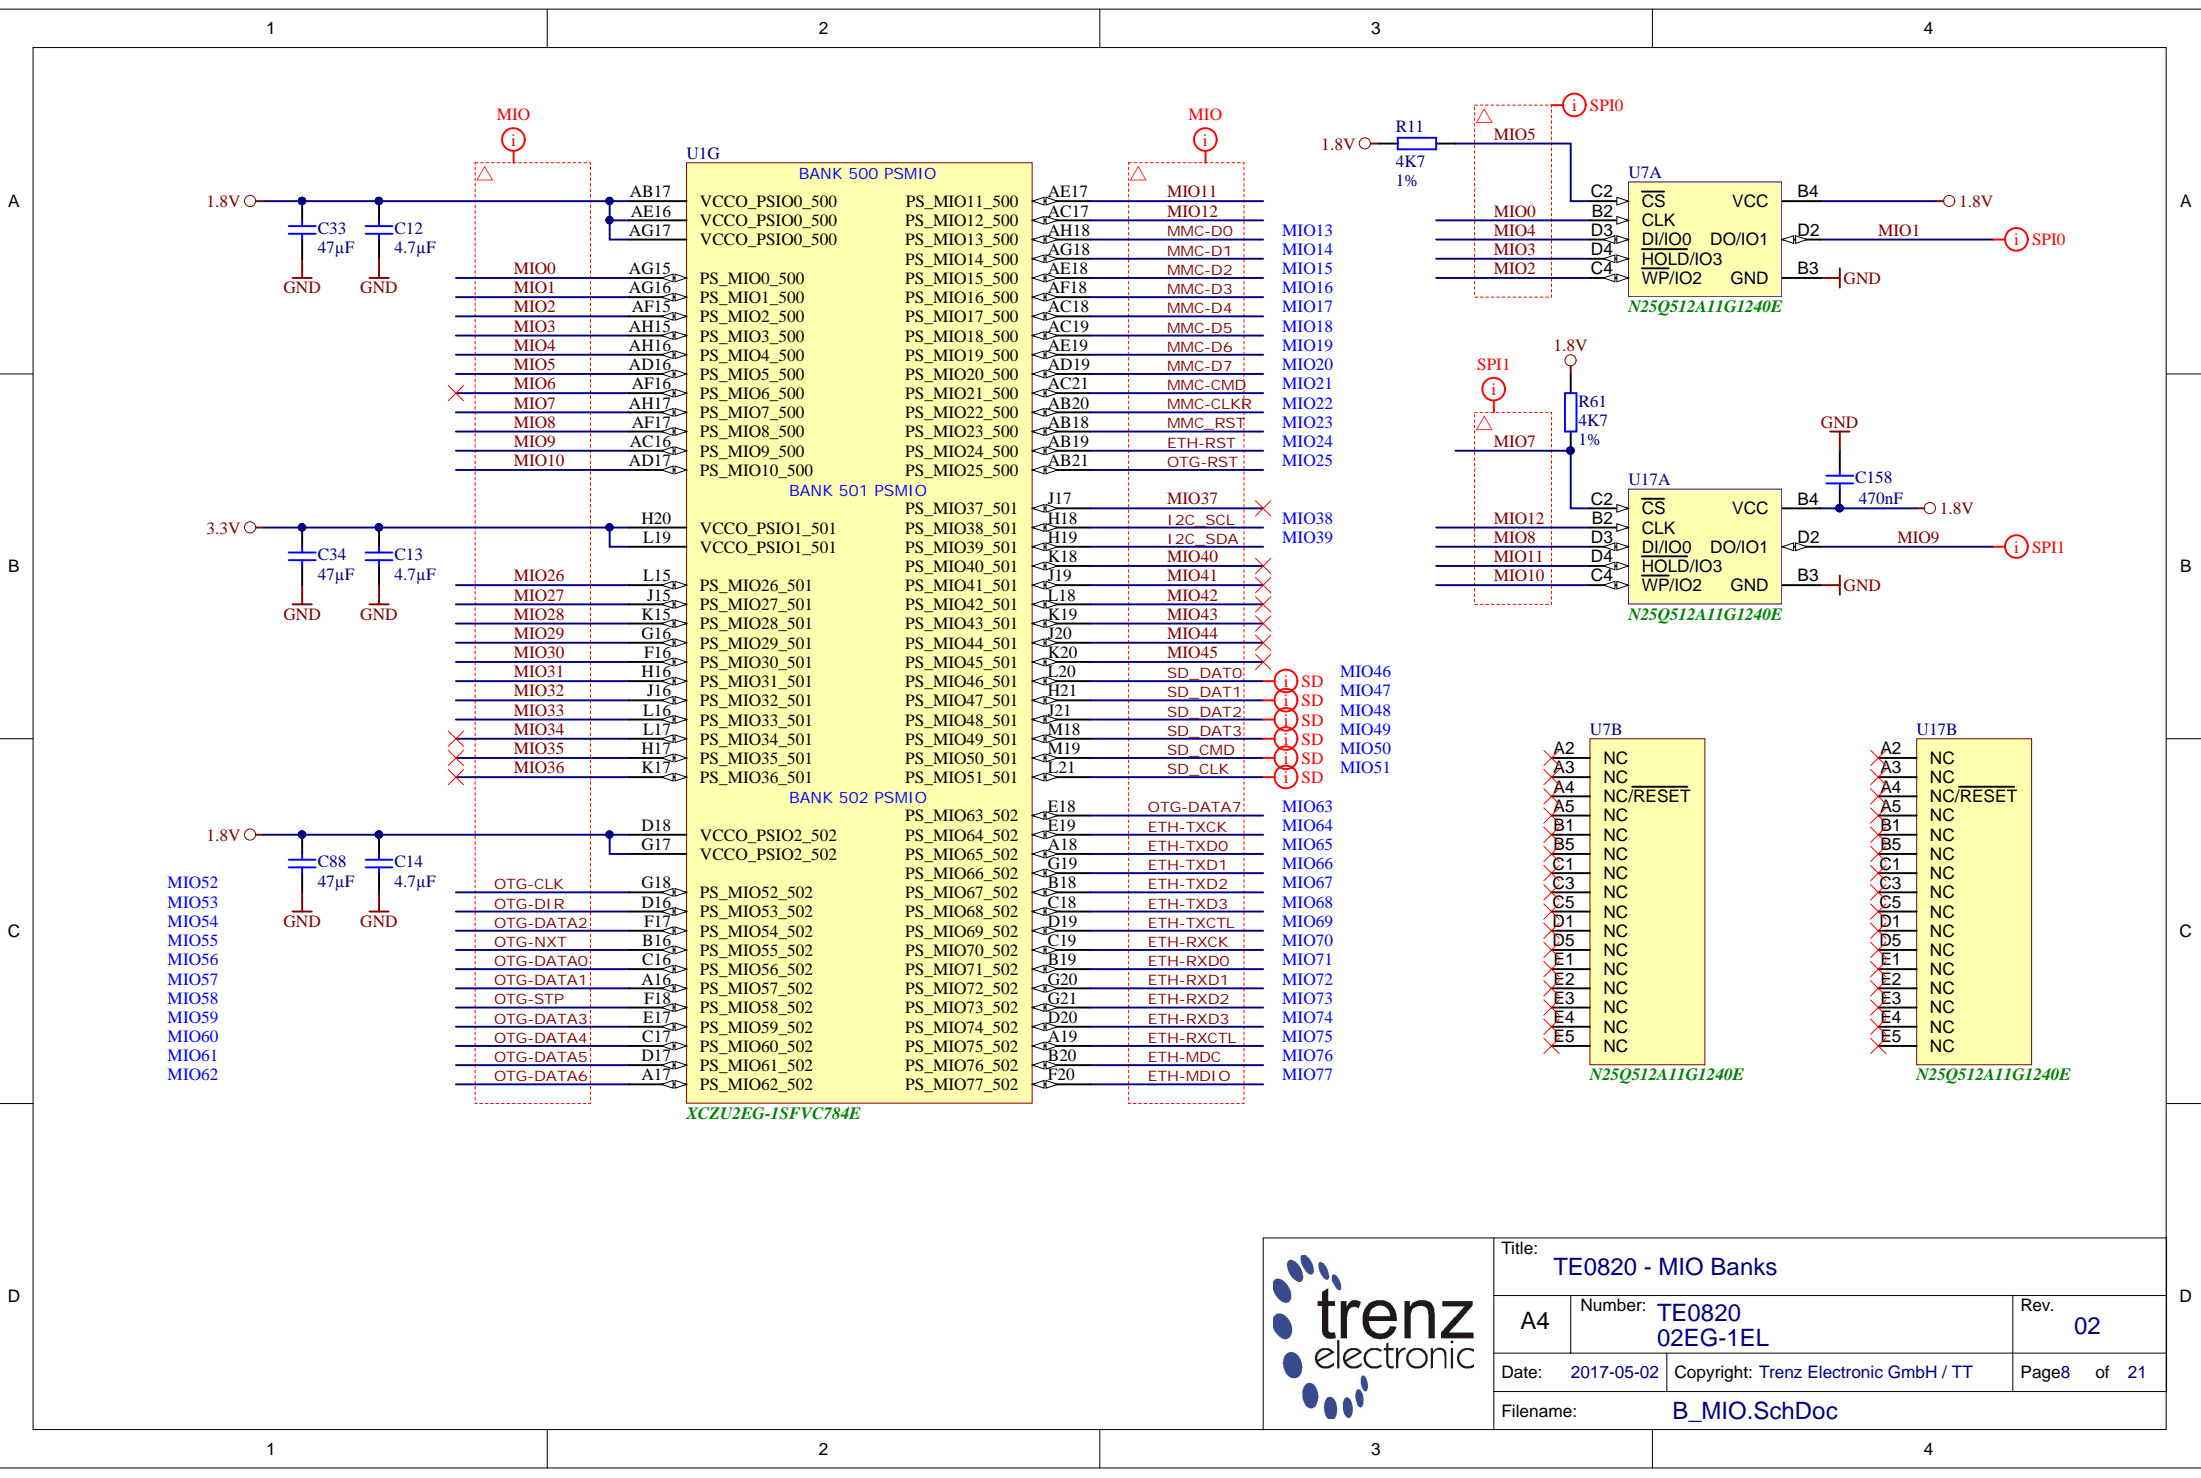 1 2 3 4
A
B
C
D
A
B
C
D
MIO
MIO
U1G
BANK 500 PSMIO
1.8V
C33
47µF
C12
4.7µF
GND
GND
AB17 VCCO_PSIO0_500
AE16 VCCO_PSIO0_500
AG17 VCCO_PSIO0_500
MIO0 AG15 PS_MIO0_500
MIO1 AG16 PS_MIO1_500
MIO2 AF15 PS_MIO2_500
MIO3 AH15 PS_MIO3_500
MIO4 AH16 PS_MIO4_500
MIO5 AD16 PS_MIO5_500
MIO6 AF16 PS_MIO6_500
MIO7 AH17 PS_MIO7_500
MIO8 AF17 PS_MIO8_500
MIO9 AC16 PS_MIO9_500
MIO10 AD17 PS_MIO10_500
PS_MIO11_500 AE17 MIO11
PS_MIO12_500 AC17 MIO12
PS_MIO13_500 AH18 MMC-D0 MIO13
PS_MIO14_500 AG18 MMC-D1 MIO14
PS_MIO15_500 AE18 MMC-D2 MIO15
PS_MIO16_500 AF18 MMC-D3 MIO16
PS_MIO17_500 AC18 MMC-D4 MIO17
PS_MIO18_500 AC19 MMC-D5 MIO18
PS_MIO19_500 AE19 MMC-D6 MIO19
PS_MIO20_500 AD19 MMC-D7 MIO20
PS_MIO21_500 AC21 MMC-CMD MIO21
PS_MIO22_500 AB20 MMC-CLKR MIO22
PS_MIO23_500 AB18 MMC_RST MIO23
PS_MIO24_500 AB19 ETH-RST MIO24
PS_MIO25_500 AB21 OTG-RST MIO25
BANK 501 PSMIO
3.3V
C34
47µF
C13
4.7µF
GND
GND
H20 VCCO_PSIO1_501
L19 VCCO_PSIO1_501
MIO26 L15 PS_MIO26_501
MIO27 J15 PS_MIO27_501
MIO28 K15 PS_MIO28_501
MIO29 G16 PS_MIO29_501
MIO30 F16 PS_MIO30_501
MIO31 H16 PS_MIO31_501
MIO32 J16 PS_MIO32_501
MIO33 L16 PS_MIO33_501
MIO34 L17 PS_MIO34_501
MIO35 H17 PS_MIO35_501
MIO36 K17 PS_MIO36_501
PS_MIO37_501 J17 MIO37
PS_MIO38_501 H18 I2C_SCL MIO38
PS_MIO39_501 H19 I2C_SDA MIO39
PS_MIO40_501 K18 MIO40
PS_MIO41_501 J19 MIO41
PS_MIO42_501 L18 MIO42
PS_MIO43_501 K19 MIO43
PS_MIO44_501 J20 MIO44
PS_MIO45_501 K20 MIO45
PS_MIO46_501 L20 SD_DAT0 i SD MIO46
PS_MIO47_501 H21 SD_DAT1 i SD MIO47
PS_MIO48_501 J21 SD_DAT2 i SD MIO48
PS_MIO49_501 M18 SD_DAT3 i SD MIO49
PS_MIO50_501 M19 SD_CMD i SD MIO50
PS_MIO51_501 L21 SD_CLK i SD MIO51
BANK 502 PSMIO
1.8V
C88
47µF
C14
4.7µF
GND
GND
D18 VCCO_PSIO2_502
G17 VCCO_PSIO2_502
MIO52 OTG-CLK G18 PS_MIO52_502
MIO53 OTG-DIR D16 PS_MIO53_502
MIO54 OTG-DATA2 F17 PS_MIO54_502
MIO55 OTG-NXT B16 PS_MIO55_502
MIO56 OTG-DATA0 C16 PS_MIO56_502
MIO57 OTG-DATA1 A16 PS_MIO57_502
MIO58 OTG-STP F18 PS_MIO58_502
MIO59 OTG-DATA3 E17 PS_MIO59_502
MIO60 OTG-DATA4 C17 PS_MIO60_502
MIO61 OTG-DATA5 D17 PS_MIO61_502
MIO62 OTG-DATA6 A17 PS_MIO62_502
PS_MIO63_502 E18 OTG-DATA7 MIO63
PS_MIO64_502 E19 ETH-TXCK MIO64
PS_MIO65_502 A18 ETH-TXD0 MIO65
PS_MIO66_502 G19 ETH-TXD1 MIO66
PS_MIO67_502 B18 ETH-TXD2 MIO67
PS_MIO68_502 C18 ETH-TXD3 MIO68
PS_MIO69_502 D19 ETH-TXCTL MIO69
PS_MIO70_502 C19 ETH-RXCK MIO70
PS_MIO71_502 B19 ETH-RXD0 MIO71
PS_MIO72_502 G20 ETH-RXD1 MIO72
PS_MIO73_502 G21 ETH-RXD2 MIO73
PS_MIO74_502 D20 ETH-RXD3 MIO74
PS_MIO75_502 A19 ETH-RXCTL MIO75
PS_MIO76_502 B20 ETH-MDC MIO76
PS_MIO77_502 F20 ETH-MDIO MIO77
XCZU2EG-1SFVC784E
i SPI0
1.8V R11 MIO5
4K7
1%
U7A
C2 CS VCC B4 1.8V
MIO0 B2 CLK
MIO4 D3 DI/IO0 DO/IO1 D2 MIO1 i SPI0
MIO3 D4 HOLD/IO3
MIO2 C4 WP/IO2 GND B3 GND
N25Q512A11G1240E
1.8V
SPI1
i
R61
4K7
1%
MIO7
GND
C158
470nF
U17A
C2 CS VCC B4 1.8V
MIO12 B2 CLK
MIO8 D3 DI/IO0 DO/IO1 D2 MIO9 i SPI1
MIO11 D4 HOLD/IO3
MIO10 C4 WP/IO2 GND B3 GND
N25Q512A11G1240E
U7B
A2 NC
A3 NC
A4 NC/RESET
A5 NC
B1 NC
B5 NC
C1 NC
C3 NC
C5 NC
D1 NC
D5 NC
E1 NC
E2 NC
E3 NC
E4 NC
E5 NC
N25Q512A11G1240E
U17B
A2 NC
A3 NC
A4 NC/RESET
A5 NC
B1 NC
B5 NC
C1 NC
C3 NC
C5 NC
D1 NC
D5 NC
E1 NC
E2 NC
E3 NC
E4 NC
E5 NC
N25Q512A11G1240E
trenz
electronic
Title:
TE0820 - MIO Banks
A4 Number: TE0820
02EG-1EL
Rev.
02
Date: 2017-05-02 Copyright: Trenz Electronic GmbH / TT Page8 of 21
Filename: B_MIO.SchDoc
1 2 3 4